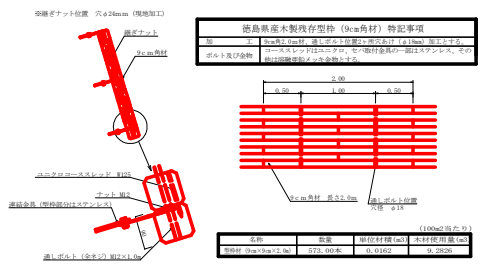 ※継ぎナット位置 穴φ24mm（現地加工）
継ぎナット
9cm角材
ユニクロコーススレッド W125
ナット M12
連結金具（型枠部分はステンレス）
90
通しボルト（全ネジ）M12×1.0m
徳島県産木製残存型枠（9cm角材）特記事項
加 工 9cm角2.0m材、通しボルト位置2ヶ所穴あけ（φ18mm）加工とする。
ボルト及び金物 コーススレッドはユニクロ、セパ取付金具の一部はステンレス、その他は溶融亜鉛メッキ金物とする。
2.00
0.50 1.00 0.50
9cm角材 長さ2.0m
通しボルト位置
穴径 φ18
(100m2当たり)
名称 数量 単位材積(m3) 木材使用量(m3)
型枠材（9cm×9cm×2.0m） 573.00本 0.0162 9.2826